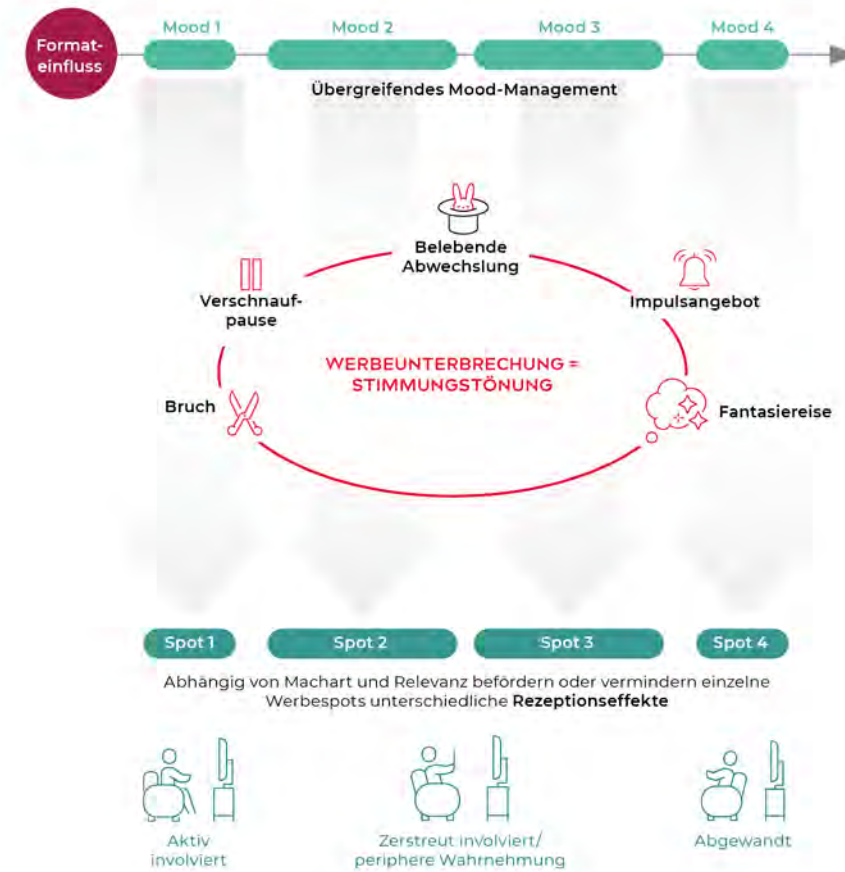 Mood 1
Mood 2
Mood 3
Mood 4
Format-
einfluss
Übergreifendes Mood-Management
Belebende
Abwechslung
Verschnauf-
pause
Impulsangebot
WERBEUNTERBRECHUNG =
STIMMUNGSTÖNUNG
Bruch
Fantasiereise
Spot 1
Spot 2
Spot 3
Spot 4
Abhängig von Machart und Relevanz befördern oder vermindern einzelne
Werbespots unterschiedliche Rezeptionseffekte
Aktiv
involviert
Zerstreut involviert/
periphere Wahrnehmung
Abgewandt